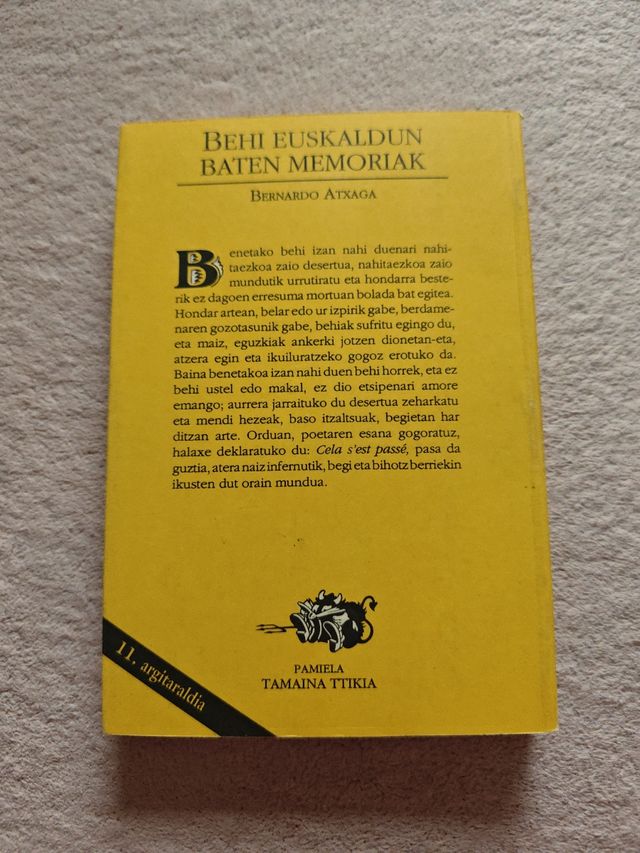 BEHI EUSKALDUN
BATEN MEMORIAK
BERNARDO ATXAGA
Benetako behi izan nahi duenari nahi-
taezkoa zaio desertua, nahitaezkoa zaio
mundutik urrutiratu eta hondarra beste-
rik ez dagoen erresuma mortuan bolada bat egitea.
Hondar artean, belar edo ur izpirik gabe, berdame-
naren gozotasunik gabe, behiak sufritu egingo du,
eta maiz, eguzkiak ankerki jotzen dionetan-eta,
atzera egin eta ikuiluratzeko gogoz erotuko da.
Baina benetakoa izan nahi duen behi horrek, eta ez
behi ustel edo makal, ez dio etsipenari amore
emango; aurrera jarraituko du desertua zeharkatu
eta mendi hezeak, baso itzaltsuak, begietan har
ditzan arte. Orduan, poetaren esana gogoratuz,
halaxe deklaratuko du: Cela s'est passé, pasa da
guztia, atera naiz infernutik, begi eta bihotz berriekin
ikusten dut orain mundua.
PAMIELA
TAMAINA TTIKIA
11. argitaraldia